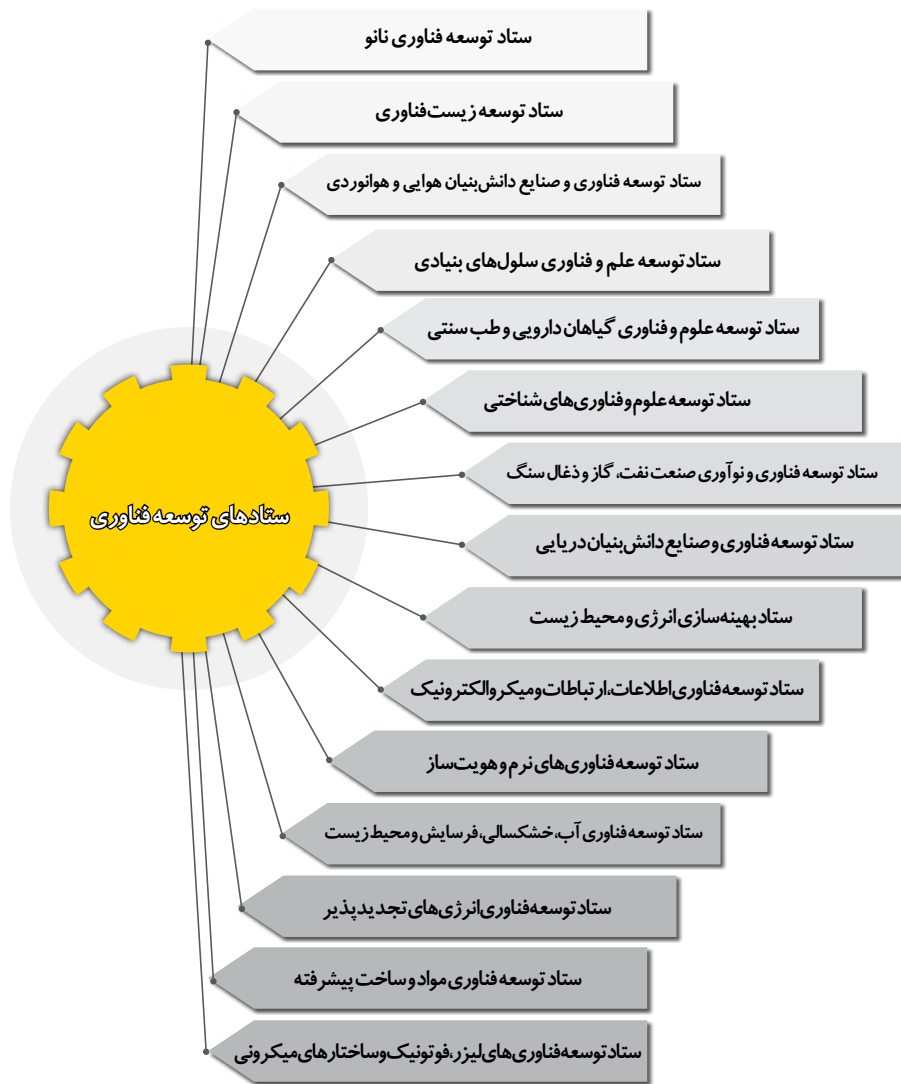 ستاد توسعه فناوری نانو
ستاد توسعه زیست‌فناوری
ستاد توسعه فناوری و صنایع دانش‌بنیان هوایی و هوانوردی
ستاد توسعه علم و فناوری سلول‌های بنیادی
ستاد توسعه علوم و فناوری گیاهان دارویی و طب سنتی
ستاد توسعه علوم و فناوری‌های شناختی
ستاد توسعه فناوری و نوآوری صنعت نفت، گاز و ذغال سنگ
ستادهای توسعه فناوری
ستاد توسعه فناوری و صنایع دانش‌بنیان دریایی
ستاد بهینه‌سازی انرژی و محیط زیست
ستاد توسعه فناوری اطلاعات، ارتباطات و میکروالکترونیک
ستاد توسعه فناوری‌های نرم و هویت‌ساز
ستاد توسعه فناوری آب، خشکسالی، فرسایش و محیط زیست
ستاد توسعه فناوری انرژی‌های تجدیدپذیر
ستاد توسعه فناوری مواد و ساخت پیشرفته
ستاد توسعه فناوری‌های لیزر، فوتونیک و ساختارهای میکرونی